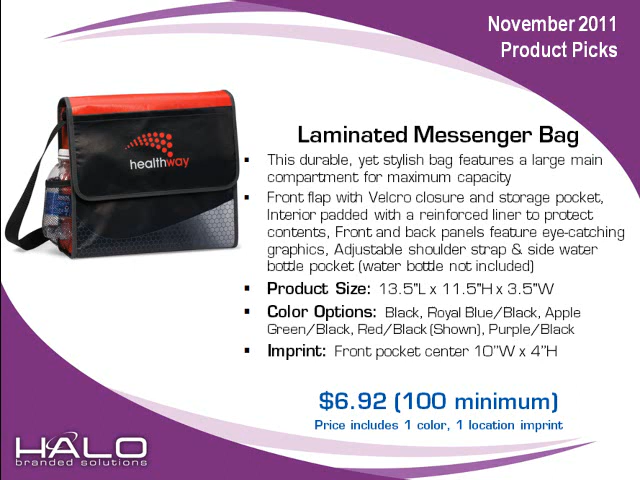 November 2011
Product Picks
healthway
Laminated Messenger Bag
▪ This durable, yet stylish bag features a large main
compartment for maximum capacity
▪ Front flap with Velcro closure and storage pocket,
Interior padded with a reinforced liner to protect
contents, Front and back panels feature eye-catching
graphics, Adjustable shoulder strap & side water
bottle pocket (water bottle not included)
▪ Product Size: 13.5"L x 11.5"H x 3.5"W
▪ Color Options: Black, Royal Blue/Black, Apple
Green/Black, Red/Black (Shown), Purple/Black
▪ Imprint: Front pocket center 10"W x 4"H
$6.92 (100 minimum)
Price includes 1 color, 1 location imprint
HALO
branded solutions